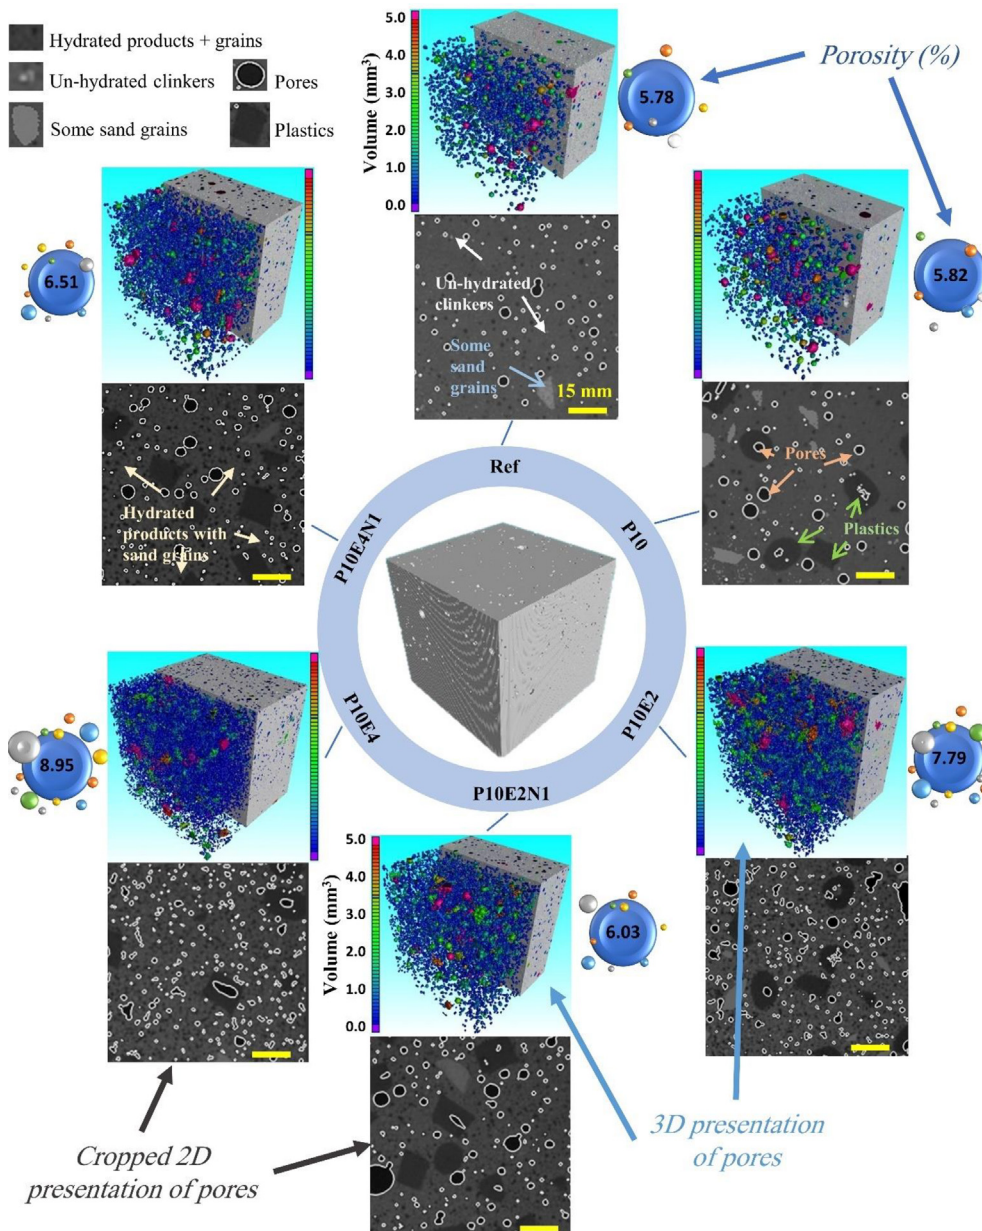 Hydrated products + grains
Un-hydrated clinkers
Pores
Some sand grains
Plastics
Volume (mm³)
5.0
4.0
3.0
2.0
1.0
0.0
5.78
Porosity (%)
6.51
5.82
Un-hydrated
clinkers
Some
sand
grains
15 mm
Hydrated
products with
sand grains
Pores
Plastics
Ref
P10E4N1
P10
P10E4
P10E2
P10E2N1
8.95
7.79
Volume (mm³)
5.0
4.0
3.0
2.0
1.0
0.0
6.03
Cropped 2D
presentation of pores
3D presentation
of pores